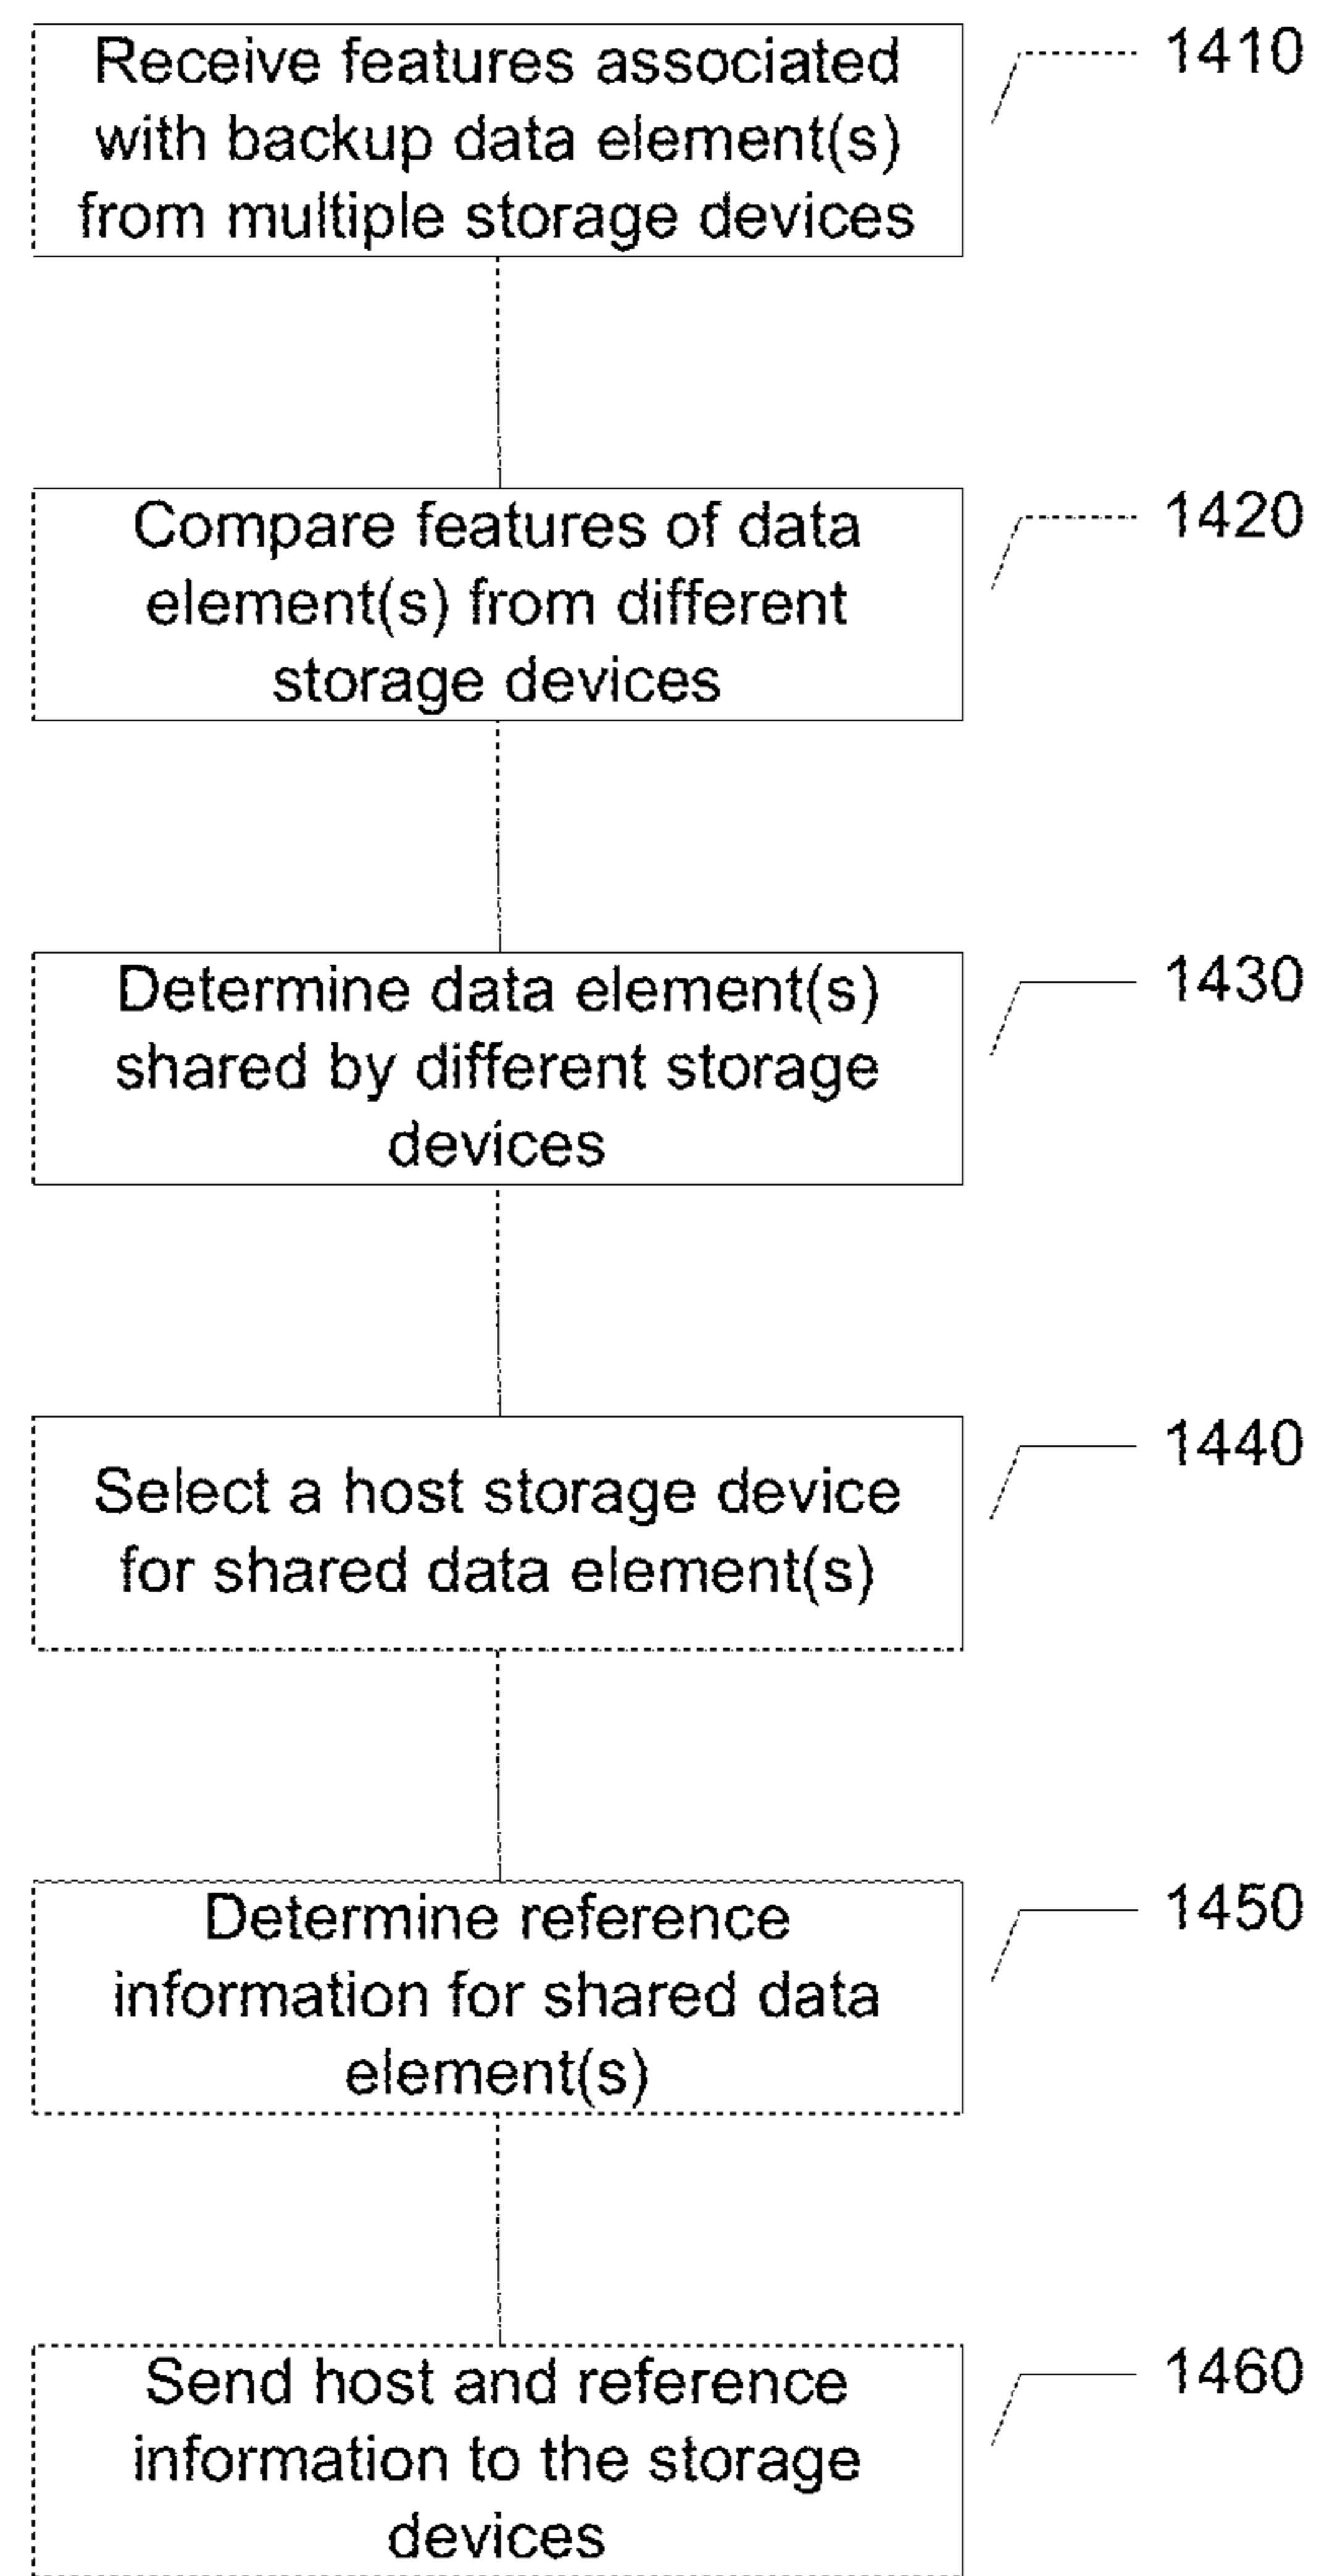 Receive features associated
with backup data element(s)
from multiple storage devices
1410
Compare features of data
element(s) from different
storage devices
1420
Determine data element(s)
shared by different storage
devices
1430
Select a host storage device
for shared data element(s)
1440
Determine reference
information for shared data
element(s)
1450
Send host and reference
information to the storage
devices
1460